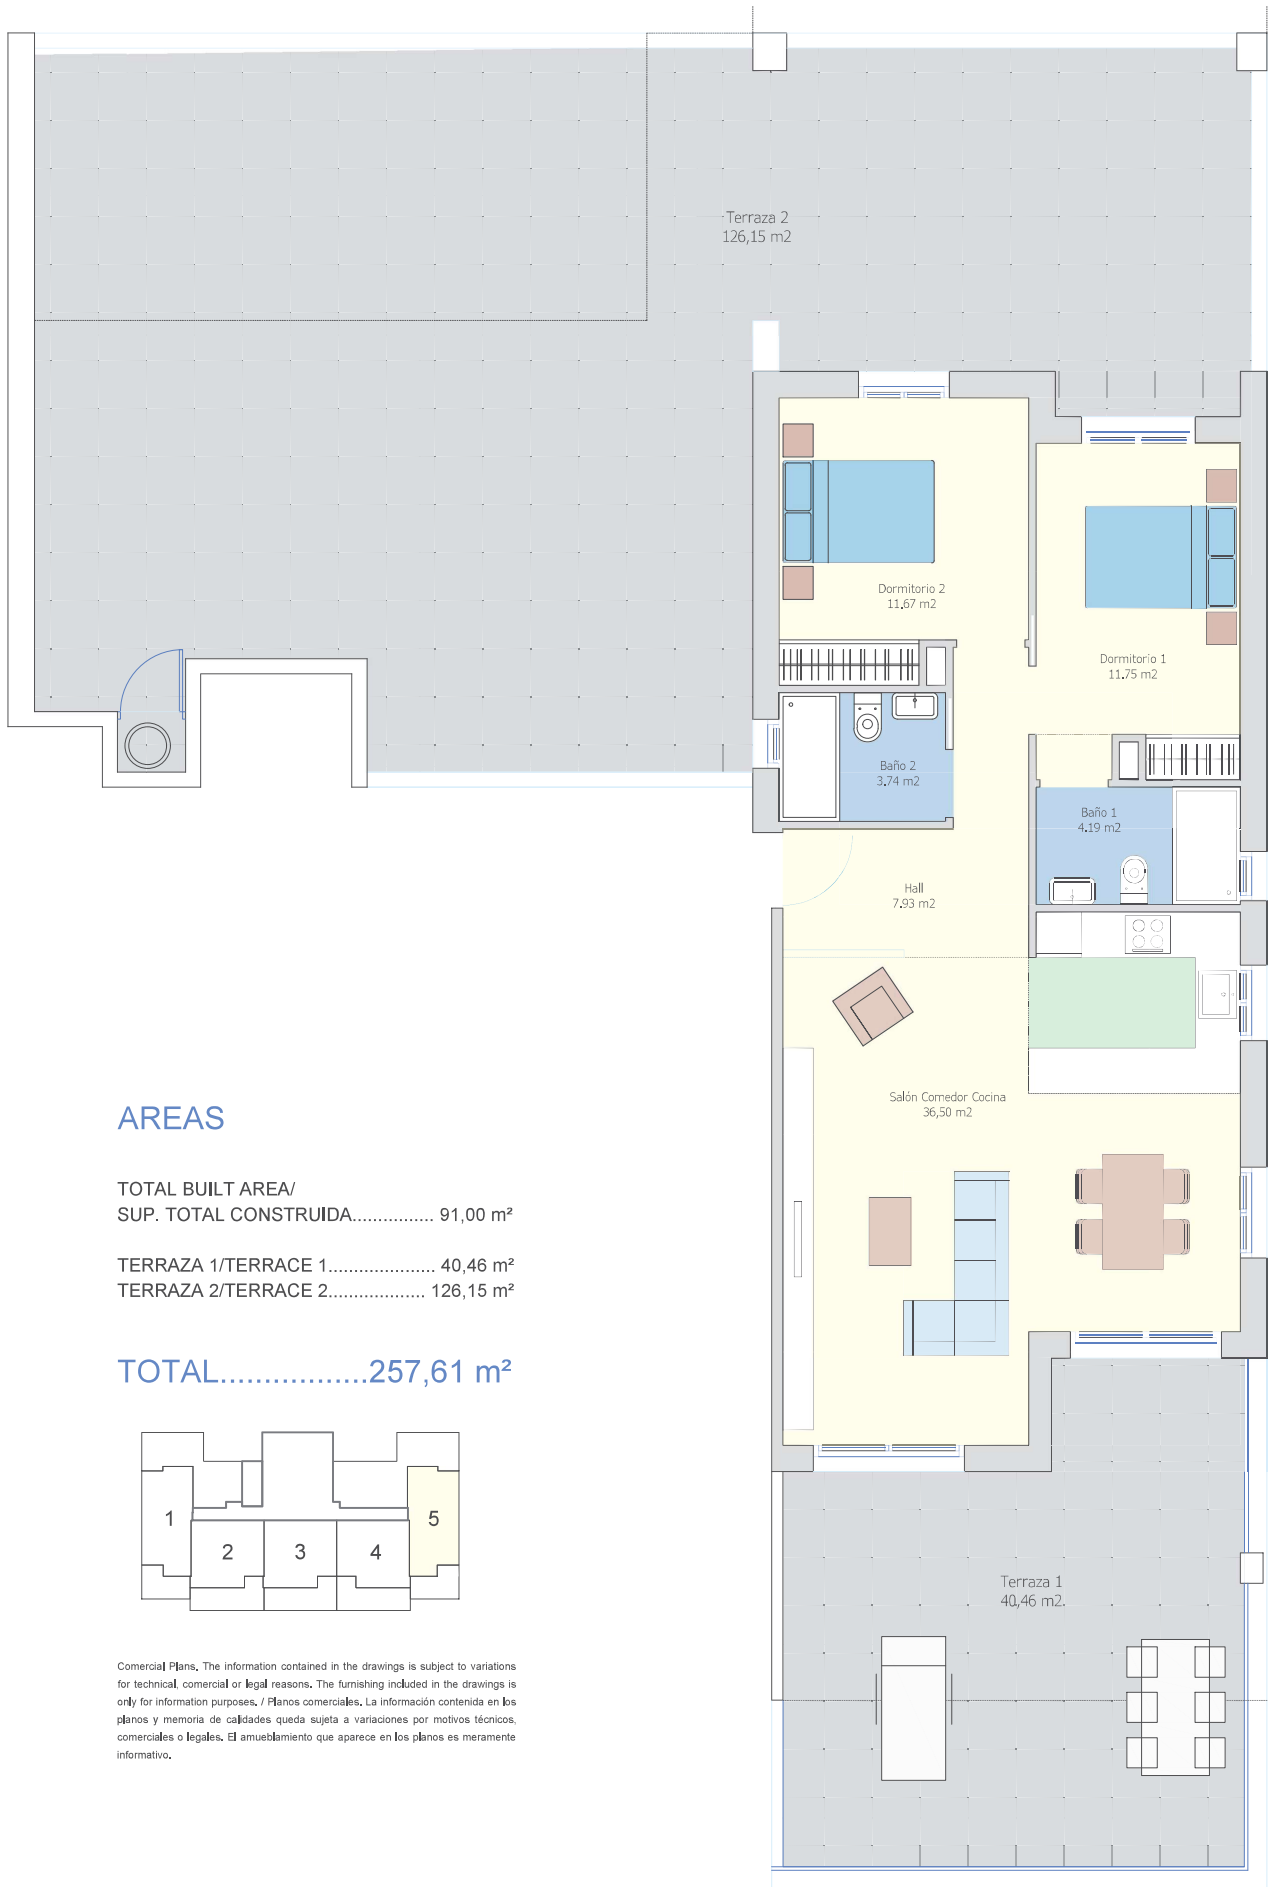 Terraza 2
126,15 m2
Dormitorio 2
11.67 m2
Dormitorio 1
11.75 m2
Baño 2
3.74 m2
Baño 1
4.19 m2
Hall
7.93 m2
Salón Comedor Cocina
36,50 m2
AREAS
TOTAL BUILT AREA/
SUP. TOTAL CONSTRUIDA................ 91,00 m²
TERRAZA 1/TERRACE 1.................... 40,46 m²
TERRAZA 2/TERRACE 2.................. 126,15 m²
TOTAL.................257,61 m²
1
2
3
4
5
Terraza 1
40,46 m2
Comercial Plans. The information contained in the drawings is subject to variations
for technical, comercial or legal reasons. The furnishing included in the drawings is
only for information purposes. / Planos comerciales. La información contenida en los
planos y memoria de calidades queda sujeta a variaciones por motivos técnicos,
comerciales o legales. El amueblamiento que aparece en los planos es meramente
informativo.